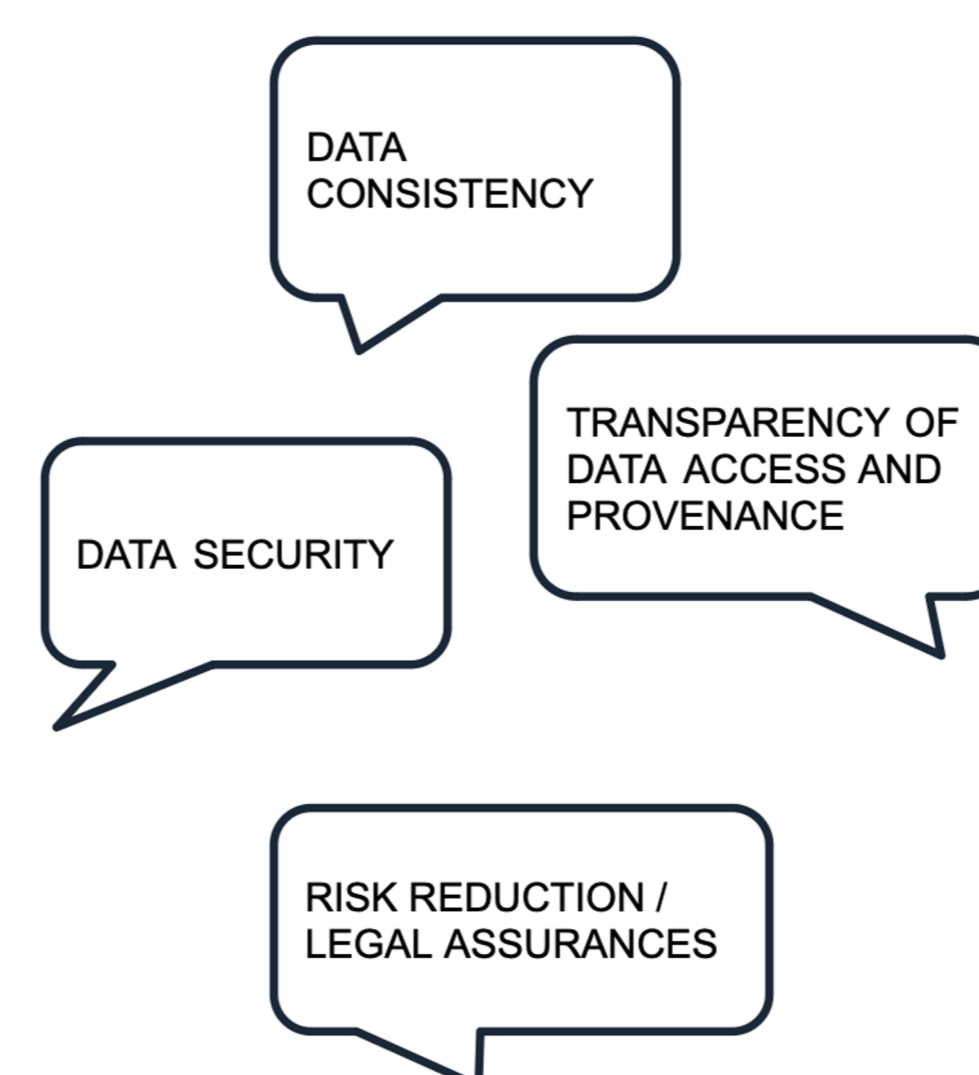 DATA
CONSISTENCY
TRANSPARENCY OF
DATA ACCESS AND
PROVENANCE
DATA SECURITY
RISK REDUCTION /
LEGAL ASSURANCES